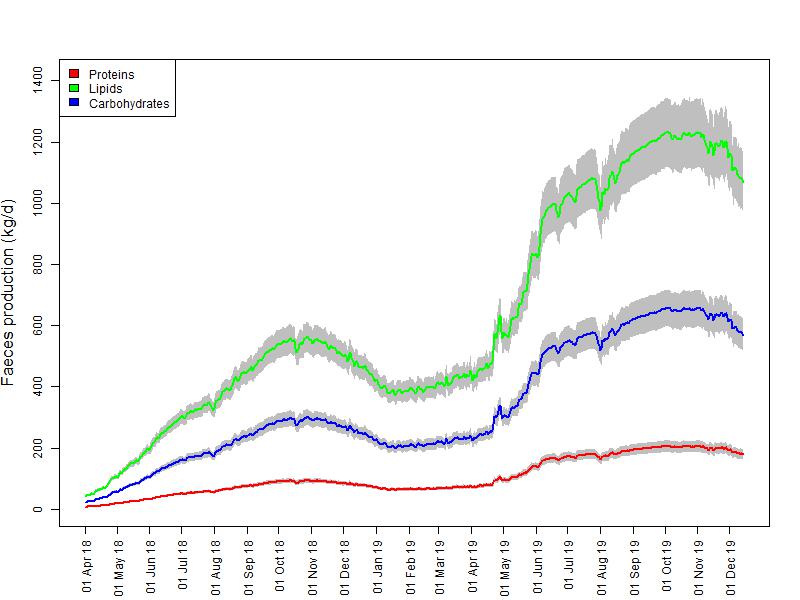 Proteins
Lipids
Carbohydrates
Faeces production (kg/d)
1400
1200
1000
800
600
400
200
0
01 Apr 18
01 May 18
01 Jun 18
01 Jul 18
01 Aug 18
01 Sep 18
01 Oct 18
01 Nov 18
01 Dec 18
01 Jan 19
01 Feb 19
01 Mar 19
01 Apr 19
01 May 19
01 Jun 19
01 Jul 19
01 Aug 19
01 Sep 19
01 Oct 19
01 Nov 19
01 Dec 19